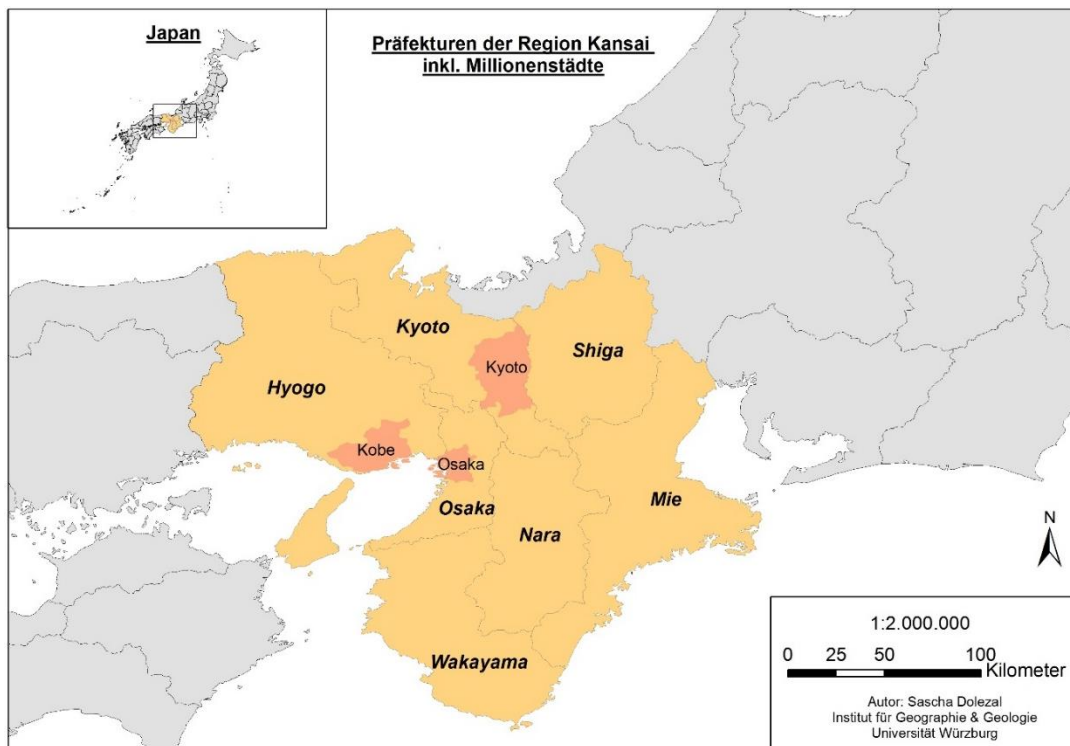 Japan
Präfekturen der Region Kansai
inkl. Millionenstädte
Kyoto
Kyoto
Shiga
Hyogo
Kobe
Osaka
Osaka
Nara
Mie
Wakayama
N
1:2.000.000
0 25 50 100
Kilometer
Autor: Sascha Dolezal
Institut für Geographie & Geologie
Universität Würzburg